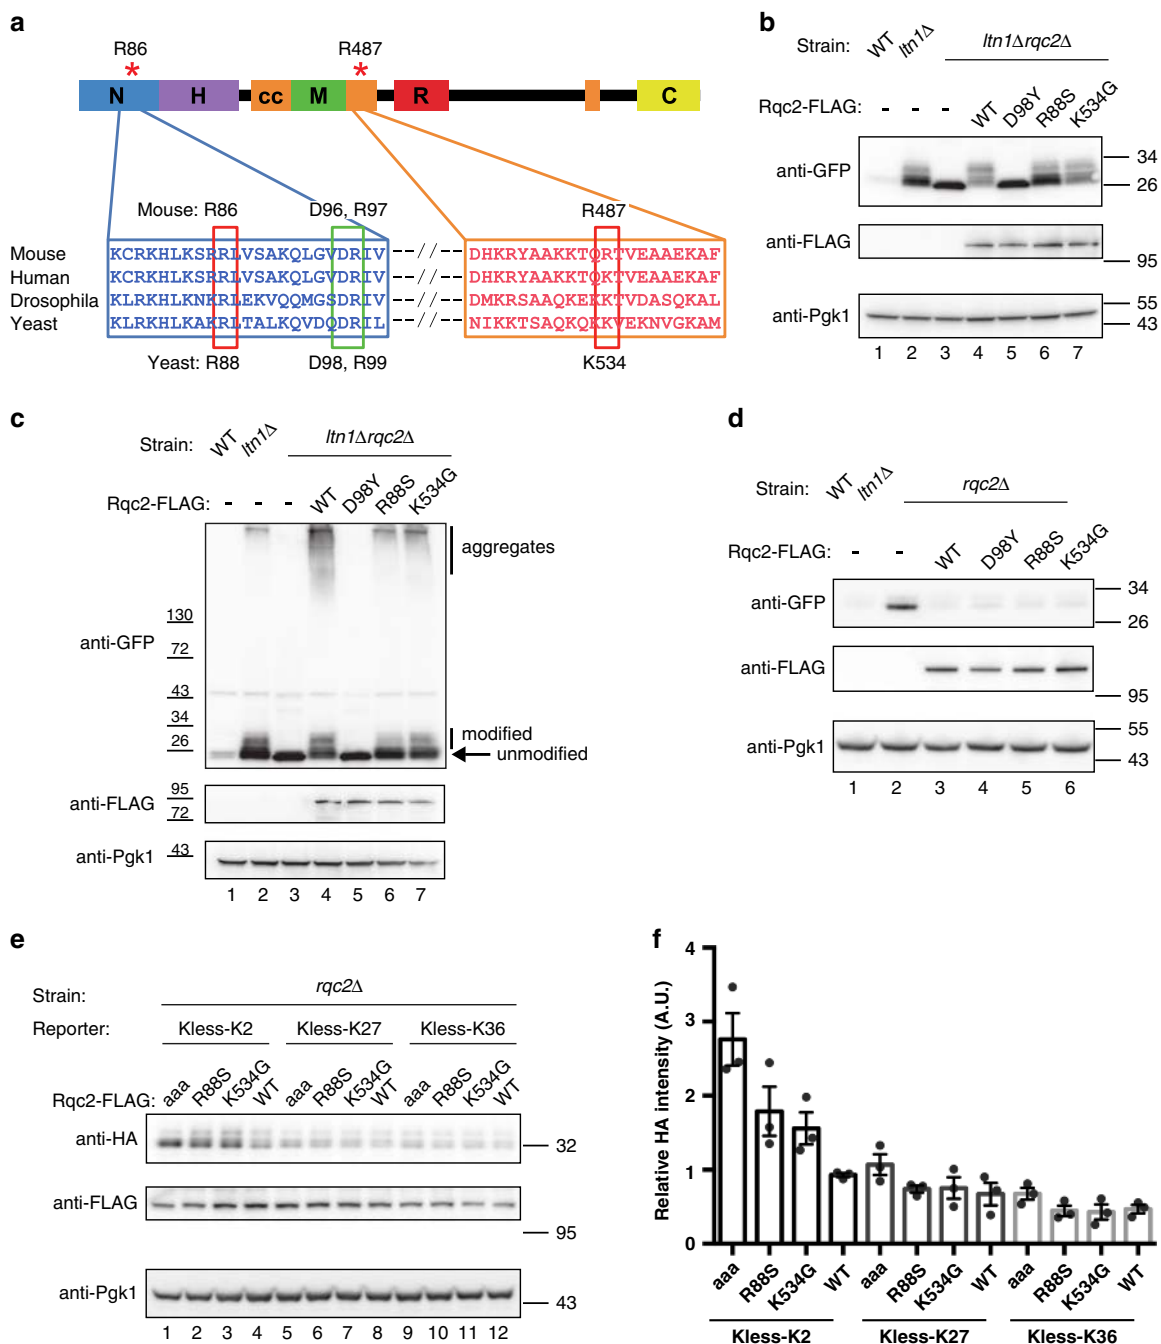 a
R86
R487
* *
N H cc M R C
Mouse: R86 D96, R97 R487
Mouse KCRKHLKSRRLVSAKQLGVDRIV --//-- DHKRYAAKKTQRTVEAAEKAF
Human KCRKHLKSRRLVSAKQLGVDRIV --//-- DHKRYAAKKTQRTVEAAEKAF
Drosophila KLRKHLKNKRLEKVQQMGSDRIV --//-- DMKRSAAQKEKKTVDASQKAL
Yeast KLRKHLKAKRLTALKQVDQDRIL --//-- NIKKTSAQKQKKVEKNVGKAM
Yeast: R88 D98, R99 K534
b
Strain: WT ltn1Δ ltn1Δrqc2Δ
Rqc2-FLAG: - - - WT D98Y R88S K534G
anti-GFP 34
26
anti-FLAG
95
anti-Pgk1 55
43
1 2 3 4 5 6 7
c
Strain: WT ltn1Δ ltn1Δrqc2Δ
Rqc2-FLAG: - - - WT D98Y R88S K534G
aggregates
130
anti-GFP 72
43
34
26
modified
unmodified
anti-FLAG 95
72
anti-Pgk1 43
1 2 3 4 5 6 7
d
Strain: WT ltn1Δ rqc2Δ
Rqc2-FLAG: - - WT D98Y R88S K534G
anti-GFP 34
26
anti-FLAG
95
anti-Pgk1 55
43
1 2 3 4 5 6
e
Strain: rqc2Δ
Reporter: Kless-K2 Kless-K27 Kless-K36
Rqc2-FLAG: aaa R88S K534G WT aaa R88S K534G WT aaa R88S K534G WT
anti-HA 32
anti-FLAG
95
anti-Pgk1 43
1 2 3 4 5 6 7 8 9 10 11 12
f
Relative HA intensity (A.U.)
4
3
2
1
0
aaa R88S K534G WT aaa R88S K534G WT aaa R88S K534G WT
Kless-K2 Kless-K27 Kless-K36